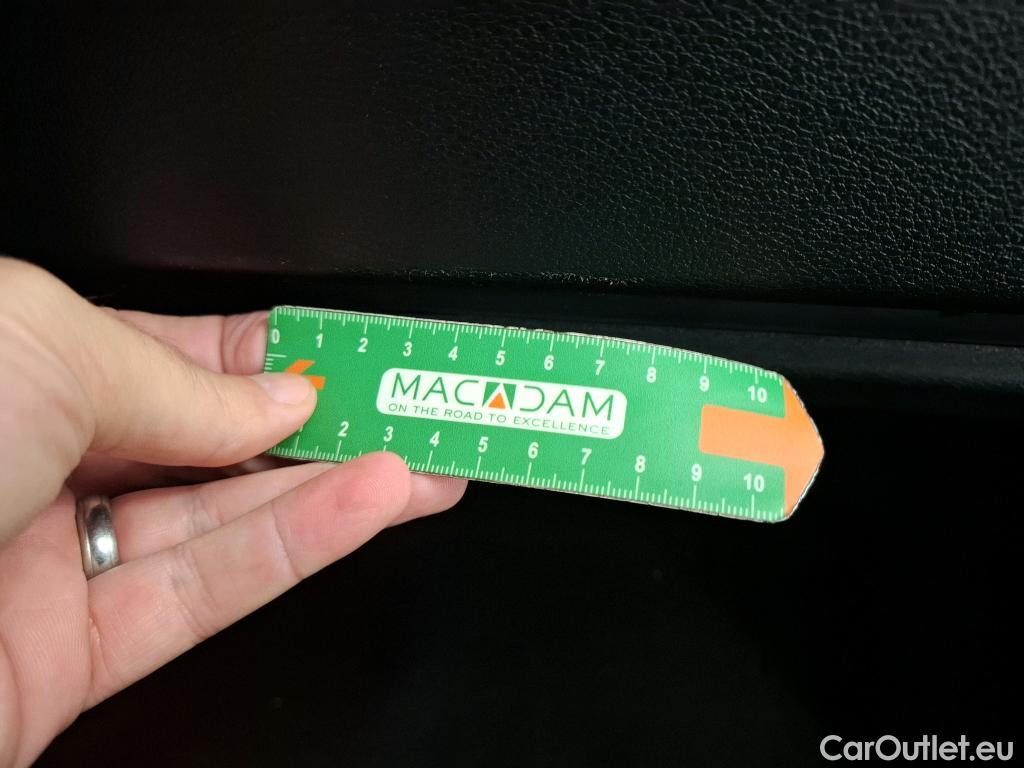 0 1 2 3 4 5 6 7 8 9 10
MACADAM
ON THE ROAD TO EXCELLENCE
2 3 4 5 6 7 8 9 10
CarOutlet.eu